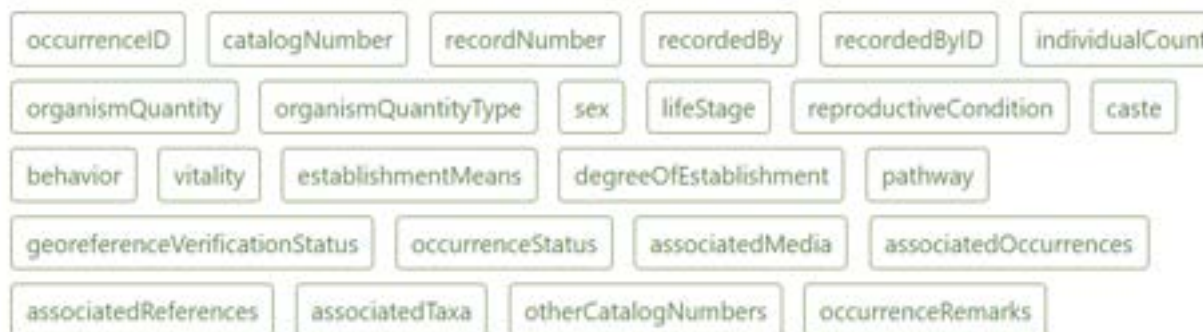 occurrenceID catalogNumber recordNumber recordedBy recordedByID individualCount
organismQuantity organismQuantityType sex lifeStage reproductiveCondition caste
behavior vitality establishmentMeans degreeOfEstablishment pathway
georeferenceVerificationStatus occurrenceStatus associatedMedia associatedOccurrences
associatedReferences associatedTaxa otherCatalogNumbers occurrenceRemarks